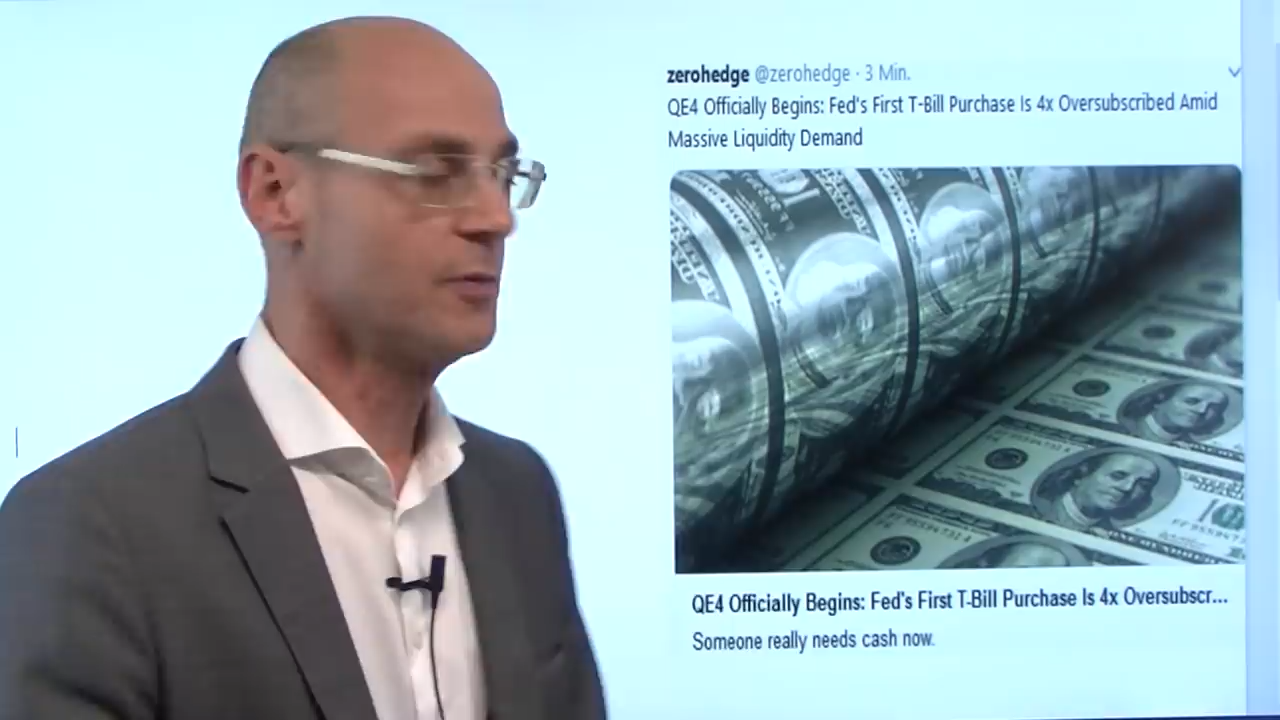 zerohedge @zerohedge · 3 Min.
QE4 Officially Begins: Fed's First T-Bill Purchase Is 4x Oversubscribed Amid
Massive Liquidity Demand
QE4 Officially Begins: Fed's First T-Bill Purchase Is 4x Oversubscr...
Someone really needs cash now.